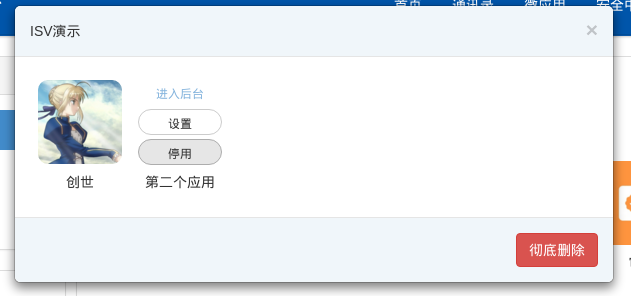 首页 通讯录 微应用 安全中
ISV演示
×
进入后台
设置
停用
创世 第二个应用
彻底删除